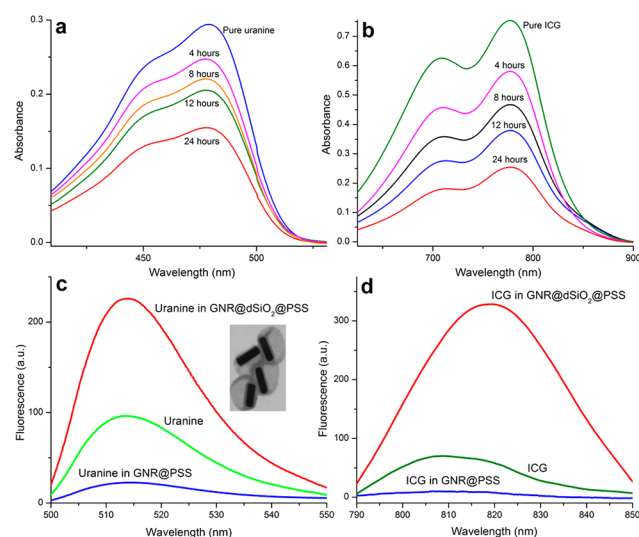 a
Pure uranine
4 hours
8 hours
12 hours
24 hours
0.3
0.2
0.1
0.0
Absorbance
450
500
Wavelength (nm)
b
Pure ICG
4 hours
8 hours
12 hours
24 hours
0.7
0.6
0.5
0.4
0.3
0.2
0.1
0.0
Absorbance
700
800
900
Wavelength (nm)
c
Uranine in GNR@dSiO₂@PSS
Uranine
Uranine in GNR@PSS
200
100
0
Fluorescence (a.u.)
500
510
520
530
540
550
Wavelength (nm)
d
ICG in GNR@dSiO₂@PSS
ICG
ICG in GNR@PSS
300
150
50
0
Fluorescence (a.u.)
790
800
810
820
830
840
850
Wavelength (nm)